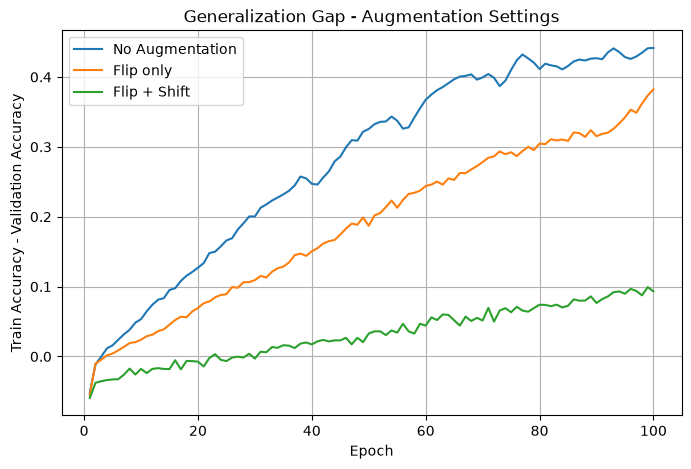 Generalization Gap - Augmentation Settings
No Augmentation
Flip only
Flip + Shift
Train Accuracy - Validation Accuracy
0.4
0.3
0.2
0.1
0.0
0 20 40 60 80 100
Epoch